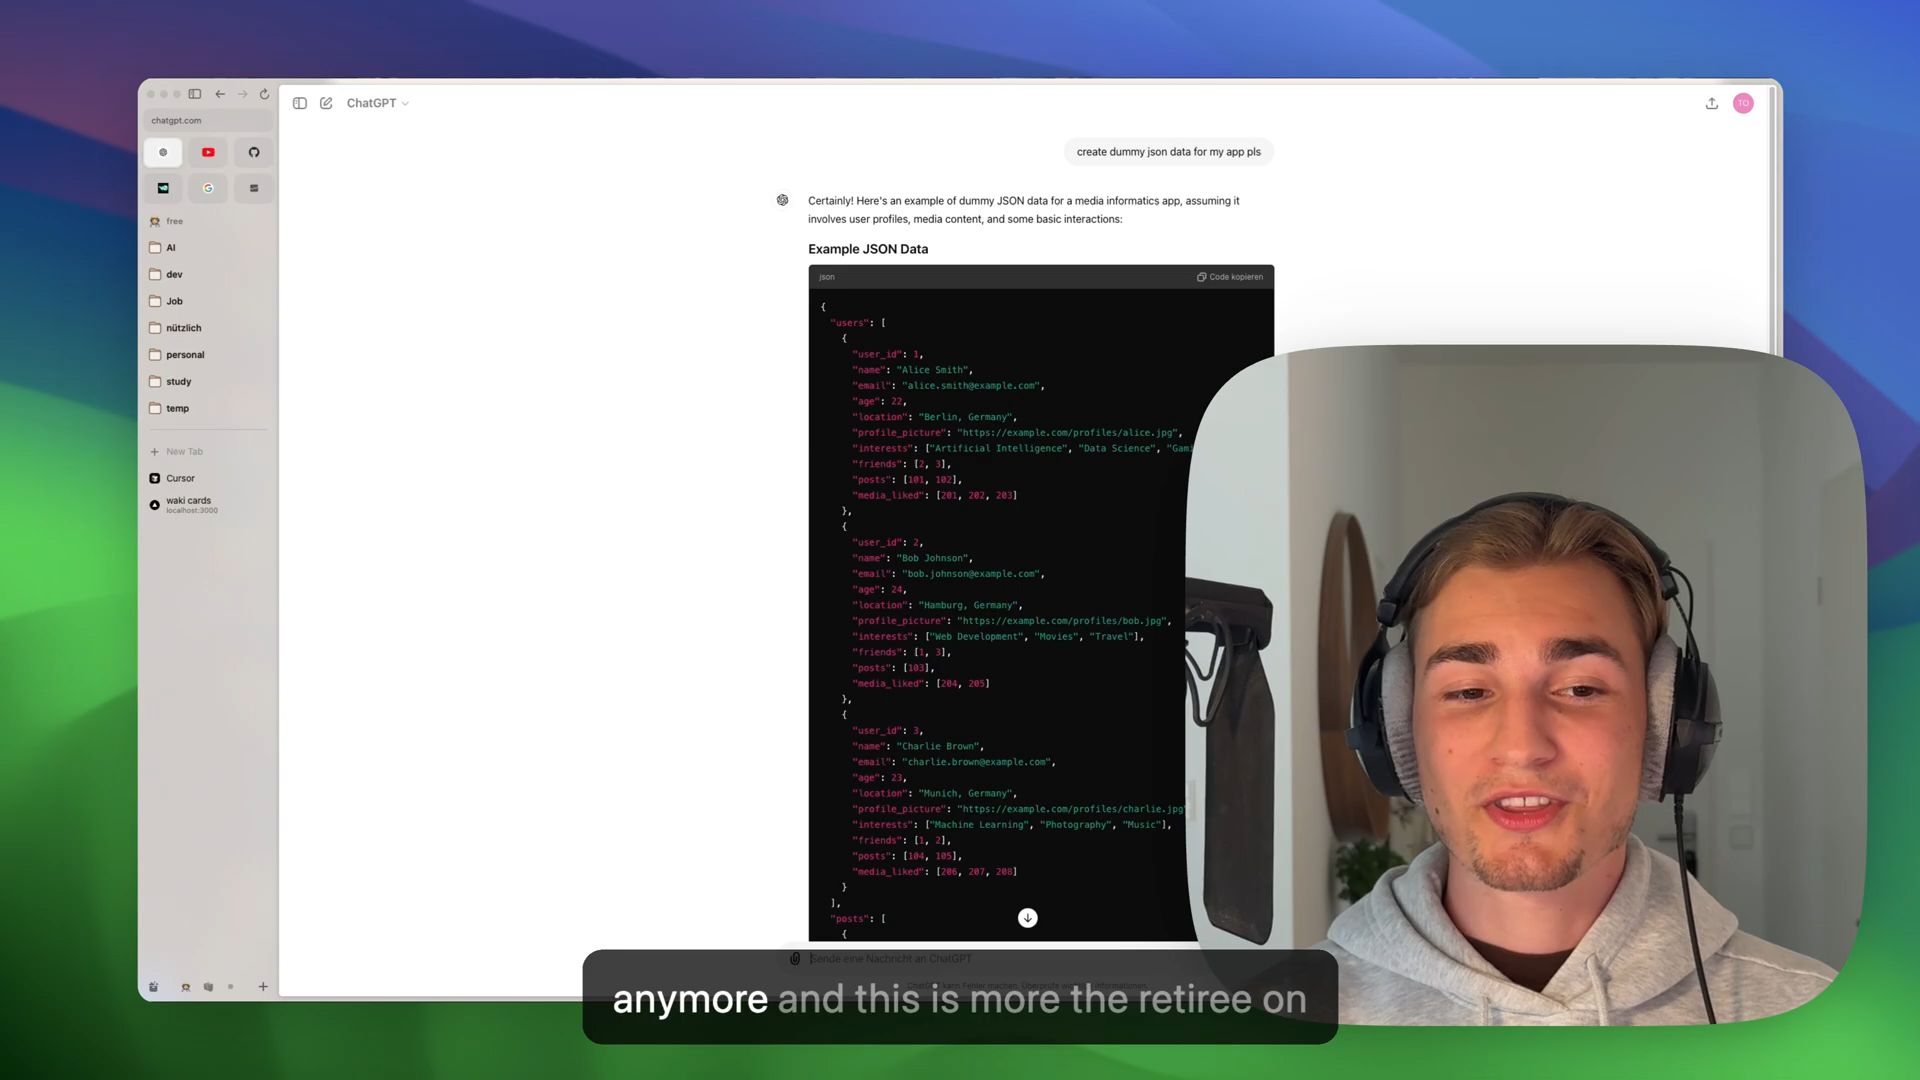 chatgpt.com
free
AI
dev
Job
nützlich
personal
study
temp
New Tab
Cursor
waki cards
localhost:3000
ChatGPT
TO
create dummy json data for my app pls
Certainly! Here's an example of dummy JSON data for a media informatics app, assuming it
involves user profiles, media content, and some basic interactions:
Example JSON Data
json
Code kopieren
{
"users": [
{
"user_id": 1,
"name": "Alice Smith",
"email": "alice.smith@example.com",
"age": 22,
"location": "Berlin, Germany",
"profile_picture": "https://example.com/profiles/alice.jpg",
"interests": ["Artificial Intelligence", "Data Science", "Gami
"friends": [2, 3],
"posts": [101, 102],
"media_liked": [201, 202, 203]
},
{
"user_id": 2,
"name": "Bob Johnson",
"email": "bob.johnson@example.com",
"age": 24,
"location": "Hamburg, Germany",
"profile_picture": "https://example.com/profiles/bob.jpg",
"interests": ["Web Development", "Movies", "Travel"],
"friends": [1, 3],
"posts": [103],
"media_liked": [204, 205]
},
{
"user_id": 3,
"name": "Charlie Brown",
"email": "charlie.brown@example.com",
"age": 23,
"location": "Munich, Germany",
"profile_picture": "https://example.com/profiles/charlie.jpg"
"interests": ["Machine Learning", "Photography", "Music"],
"friends": [1, 2],
"posts": [104, 105],
"media_liked": [206, 207, 208]
}
],
"posts": [
{
Sende eine Nachricht an ChatGPT
anymore and this is more the retiree on